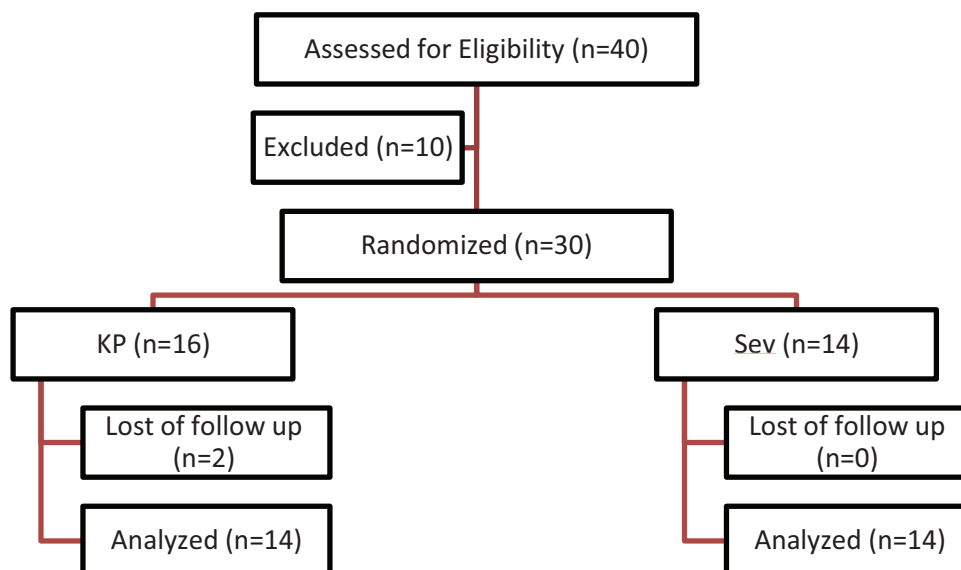 Assessed for Eligibility (n=40)
Excluded (n=10)
Randomized (n=30)
KP (n=16)
Sev (n=14)
Lost of follow up
(n=2)
Lost of follow up
(n=0)
Analyzed (n=14)
Analyzed (n=14)